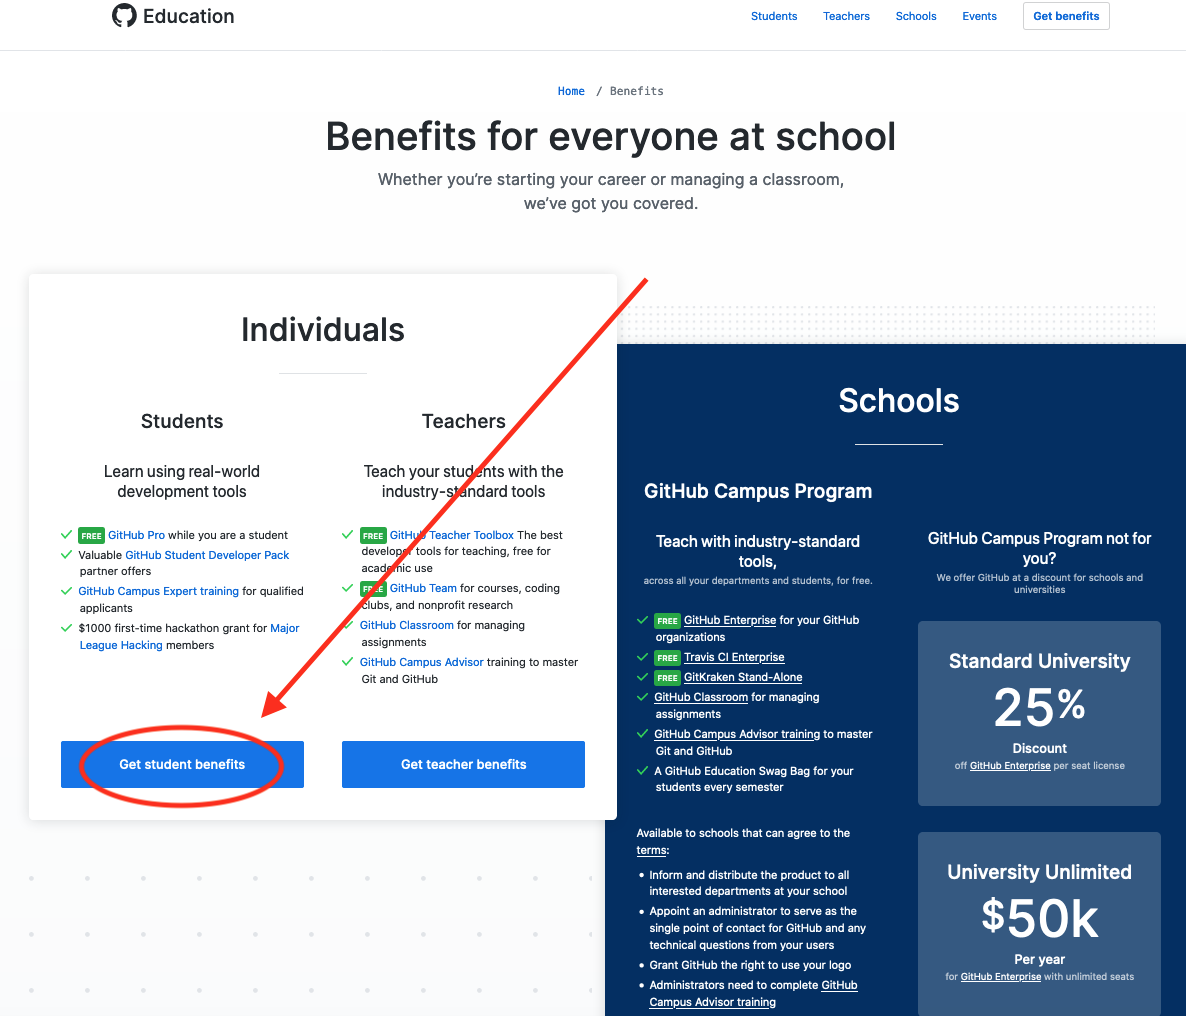 Education
Students
Teachers
Schools
Events
Get benefits
Home / Benefits
Benefits for everyone at school
Whether you're starting your career or managing a classroom,
we've got you covered.
Individuals
Students
Learn using real-world
development tools
FREE GitHub Pro while you are a student
Valuable GitHub Student Developer Pack
partner offers
GitHub Campus Expert training for qualified
applicants
$1000 first-time hackathon grant for Major
League Hacking members
Get student benefits
Teachers
Teach your students with the
industry-standard tools
FREE GitHub Teacher Toolbox The best
developer tools for teaching, free for
academic use
FREE GitHub Team for courses, coding
clubs, and nonprofit research
GitHub Classroom for managing
assignments
GitHub Campus Advisor training to master
Git and GitHub
Get teacher benefits
Schools
GitHub Campus Program
Teach with industry-standard
tools,
across all your departments and students, for free.
FREE GitHub Enterprise for your GitHub
organizations
FREE Travis CI Enterprise
FREE GitKraken Stand-Alone
GitHub Classroom for managing
assignments
GitHub Campus Advisor training to master
Git and GitHub
A GitHub Education Swag Bag for your
students every semester
Available to schools that can agree to the
terms:
• Inform and distribute the product to all
interested departments at your school
• Appoint an administrator to serve as the
single point of contact for GitHub and any
technical questions from your users
• Grant GitHub the right to use your logo
• Administrators need to complete GitHub
Campus Advisor training
GitHub Campus Program not for
you?
We offer GitHub at a discount for schools and
universities
Standard University
25%
Discount
off GitHub Enterprise per seat license
University Unlimited
$50k
Per year
for GitHub Enterprise with unlimited seats